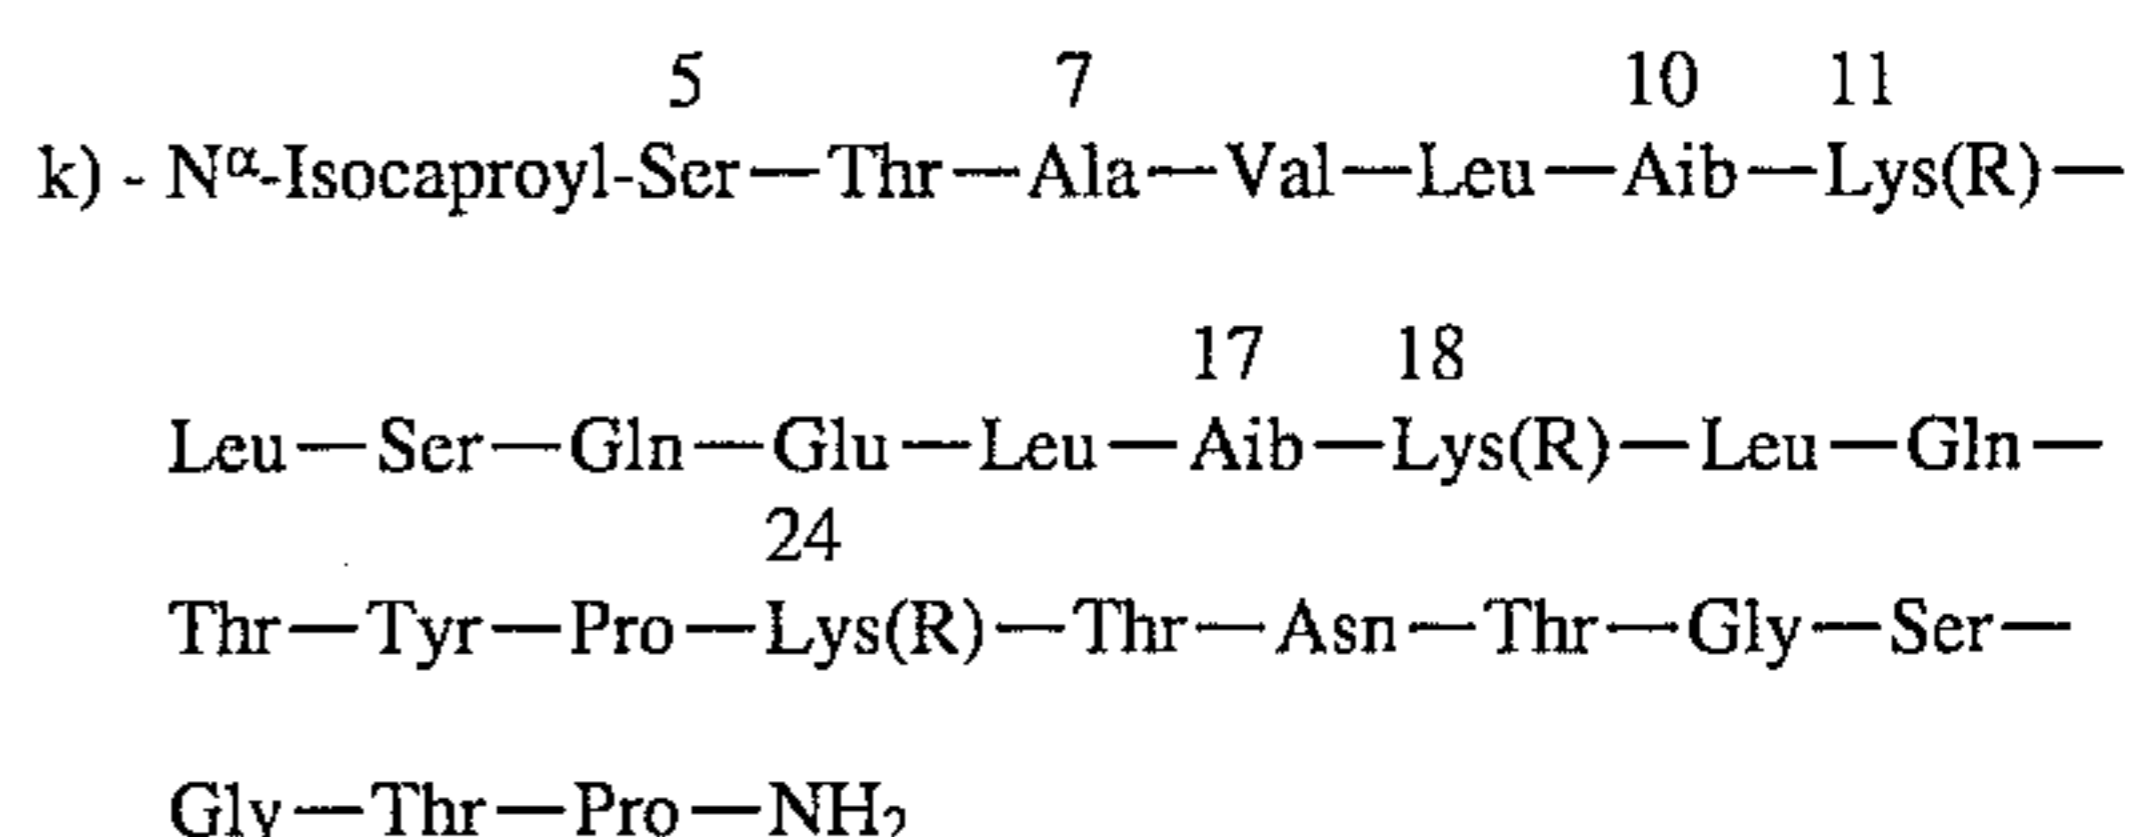 5 7 10 11
k) - Nα-Isocaproyl-Ser—Thr—Ala—Val—Leu—Aib—Lys(R)—
17 18
Leu—Ser—Gln—Glu—Leu—Aib—Lys(R)—Leu—Gln—
24
Thr—Tyr—Pro—Lys(R)—Thr—Asn—Thr—Gly—Ser—
Gly—Thr—Pro—NH2